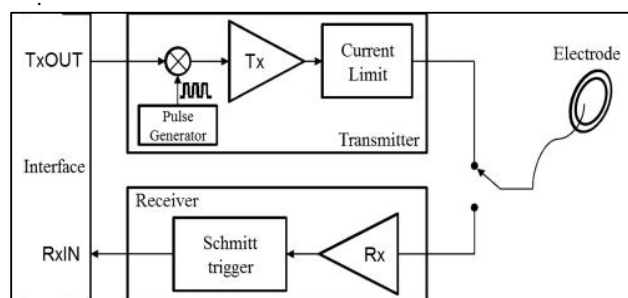 TxOUT
Tx
Current
Limit
Electrode
Pulse
Generator
Transmitter
Interface
Receiver
RxIN
Schmitt
trigger
Rx